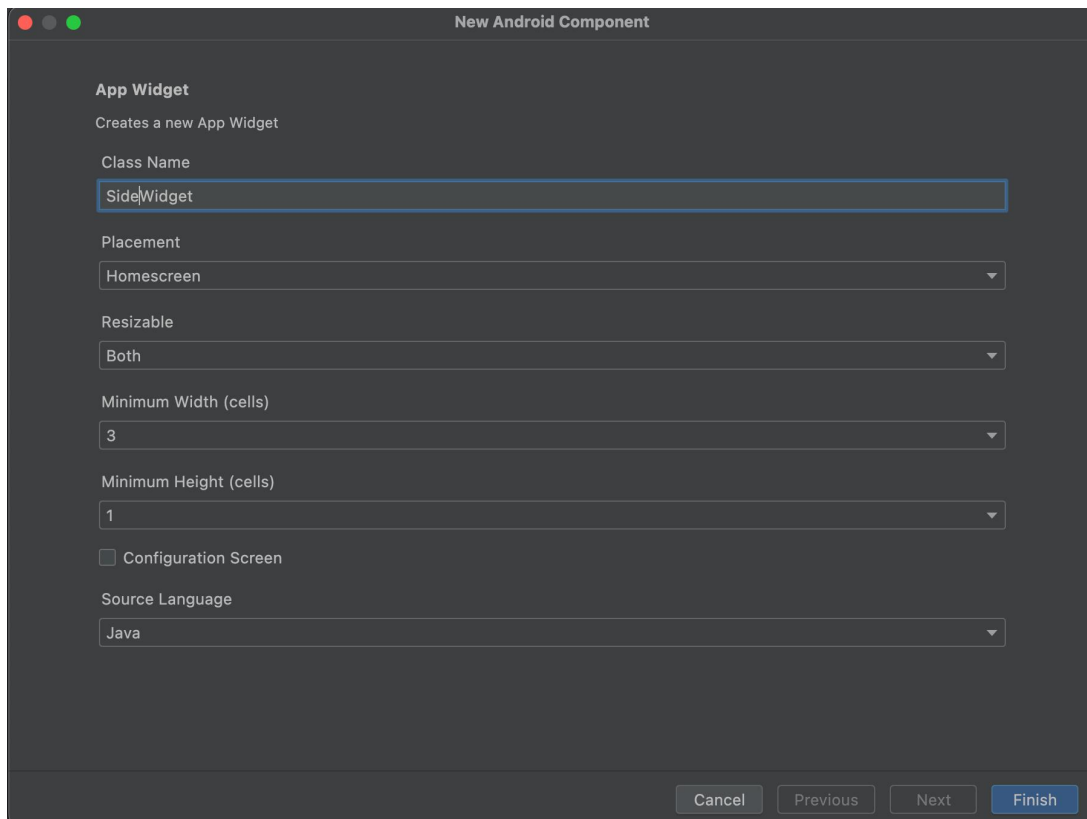 New Android Component
App Widget
Creates a new App Widget
Class Name
SideWidget
Placement
Homescreen
Resizable
Both
Minimum Width (cells)
3
Minimum Height (cells)
1
Configuration Screen
Source Language
Java
Cancel Previous Next Finish